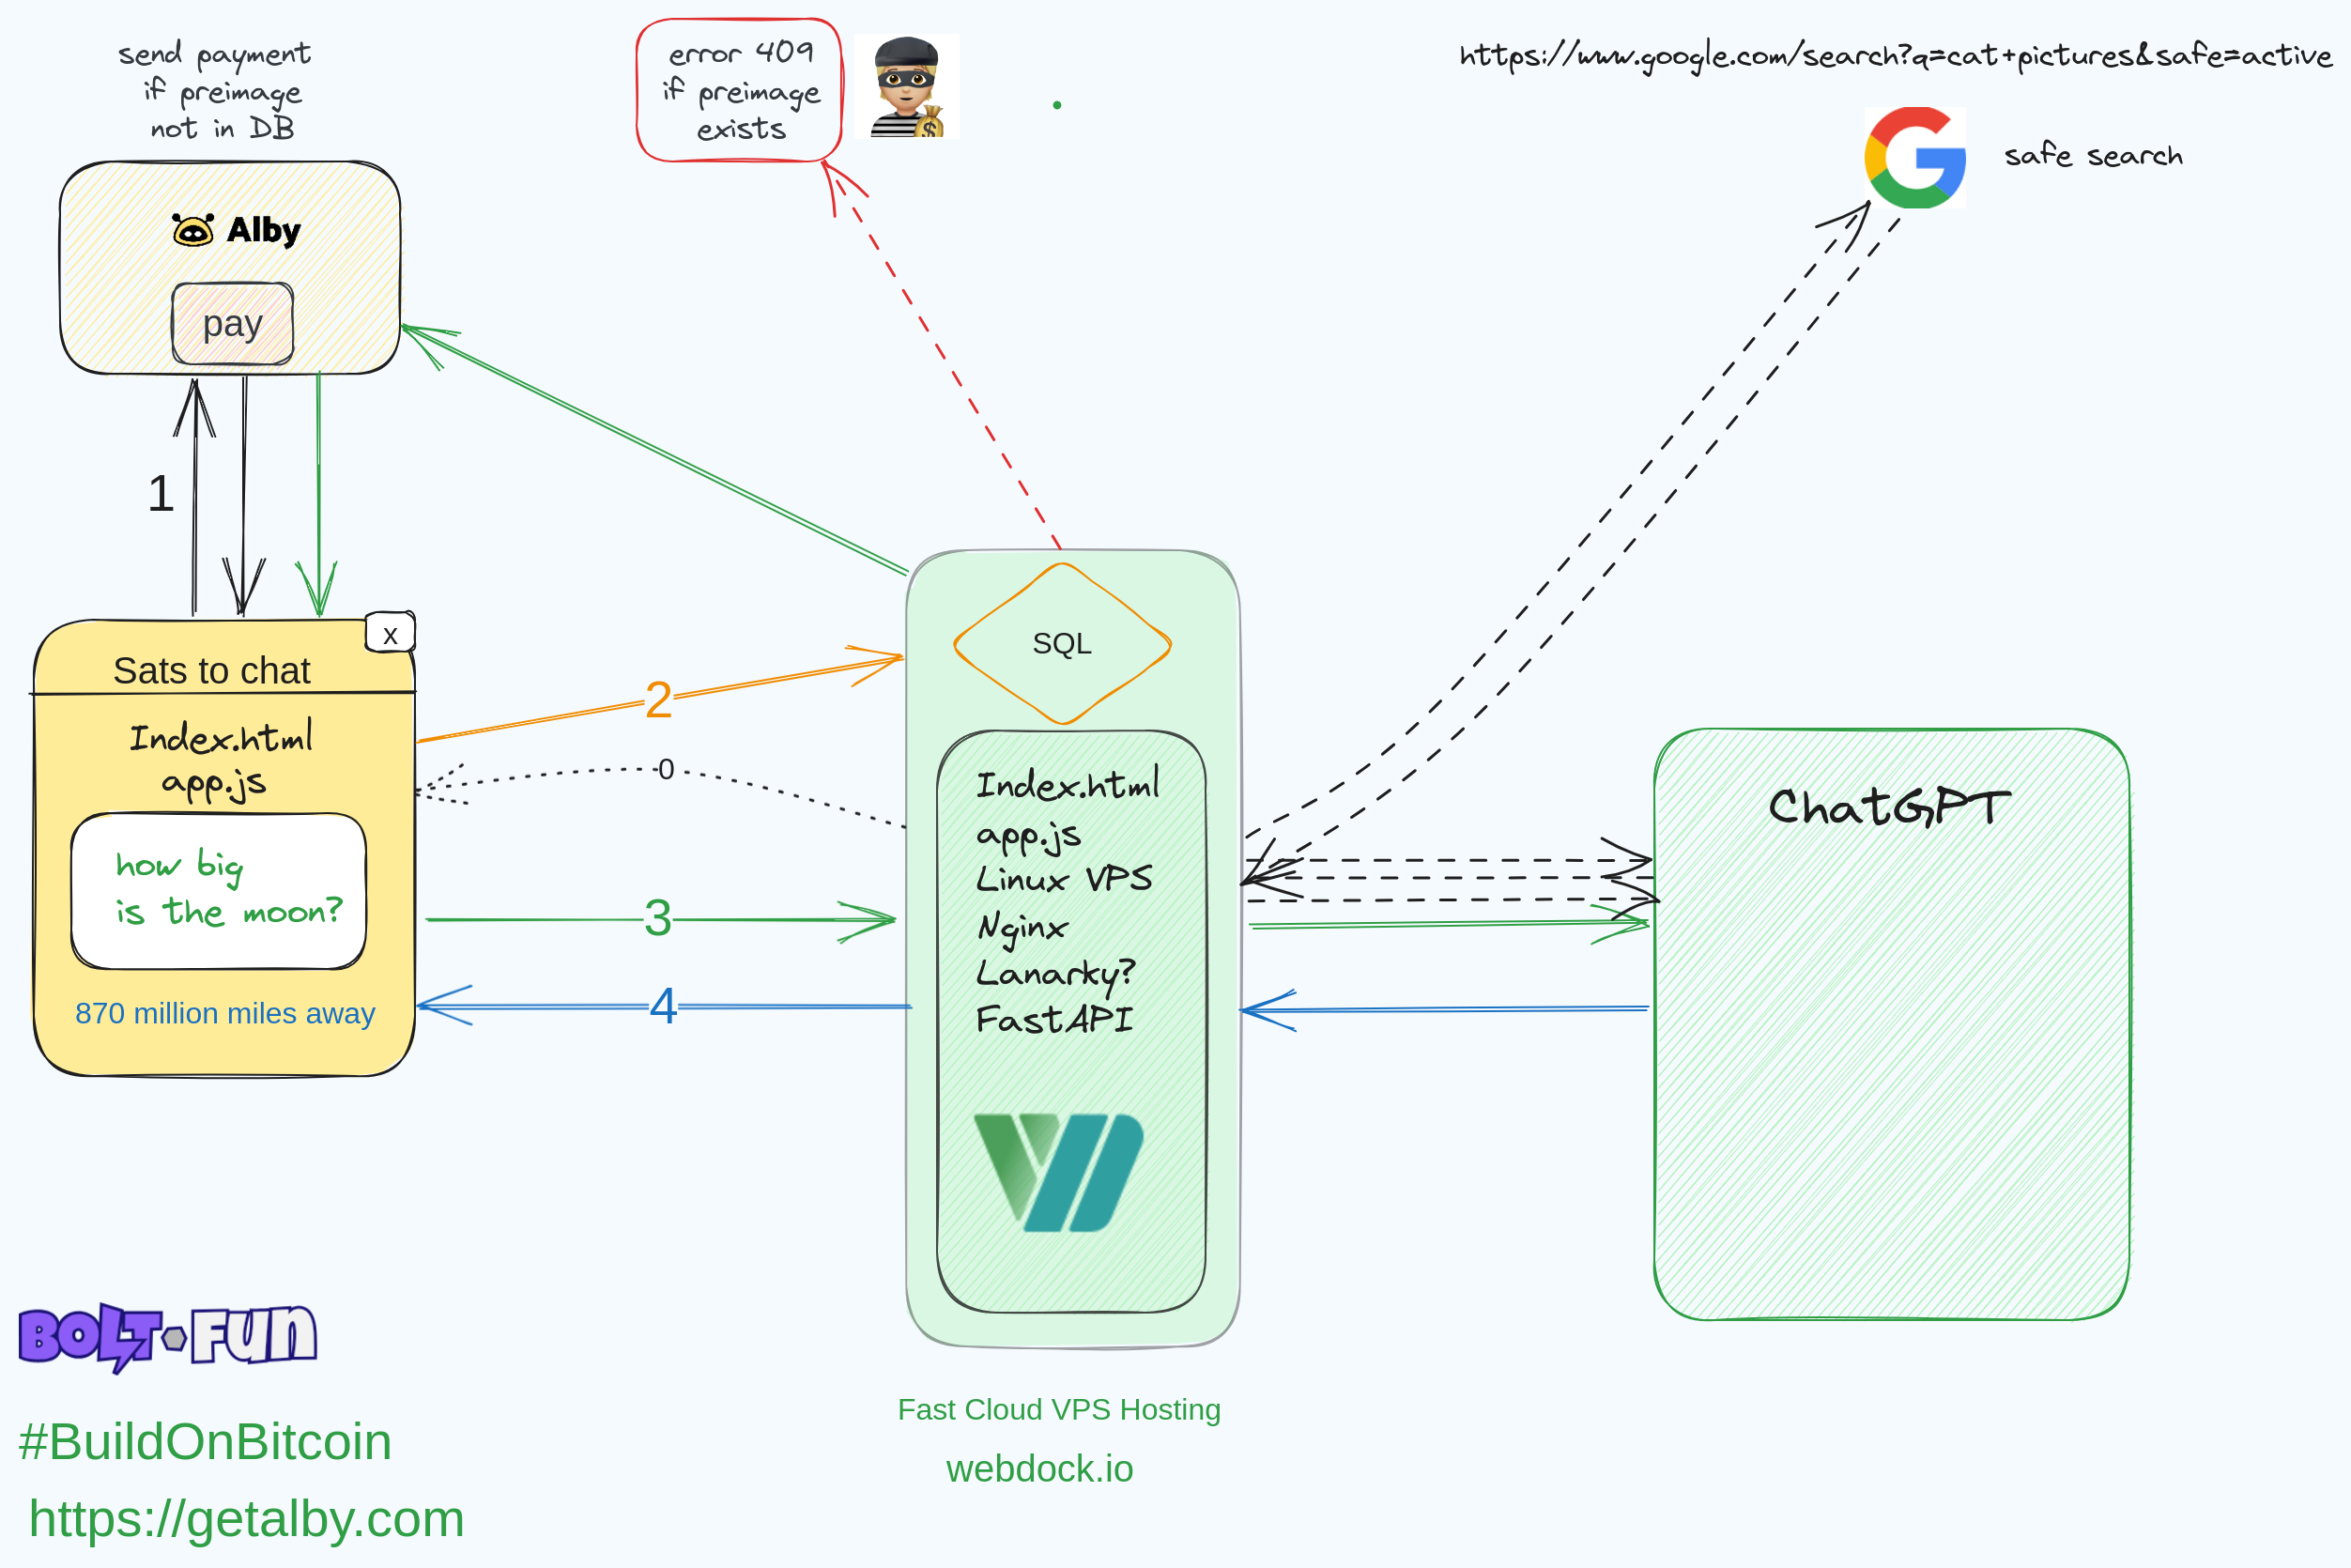 send payment
if preimage
not in DB
error 409
if preimage
exists
$
https://www.google.com/search?q=cat+pictures&safe=active
G
safe search
Alby
pay
1
x
Sats to chat
Index.html
app.js
how big
is the moon?
870 million miles away
2
0
3
4
SQL
Index.html
app.js
Linux VPS
Nginx
Lanarky?
FastAPI
ChatGPT
BOLT FUN
#BuildOnBitcoin
https://getalby.com
Fast Cloud VPS Hosting
webdock.io